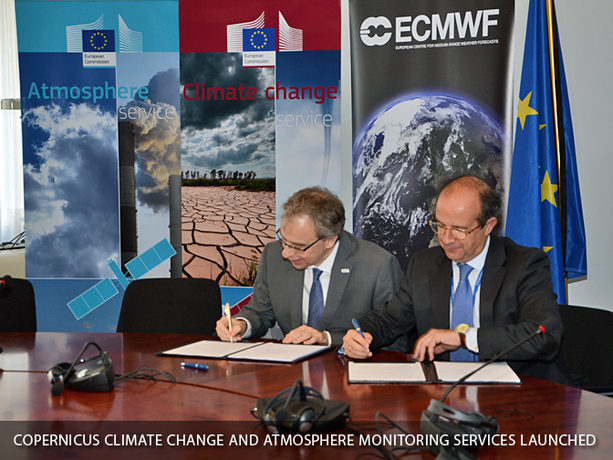 European
Commission
Atmosphere
service
European
Commission
Climate change
service
ECMWF
EUROPEAN CENTRE FOR MEDIUM-RANGE WEATHER FORECASTS
COPERNICUS CLIMATE CHANGE AND ATMOSPHERE MONITORING SERVICES LAUNCHED